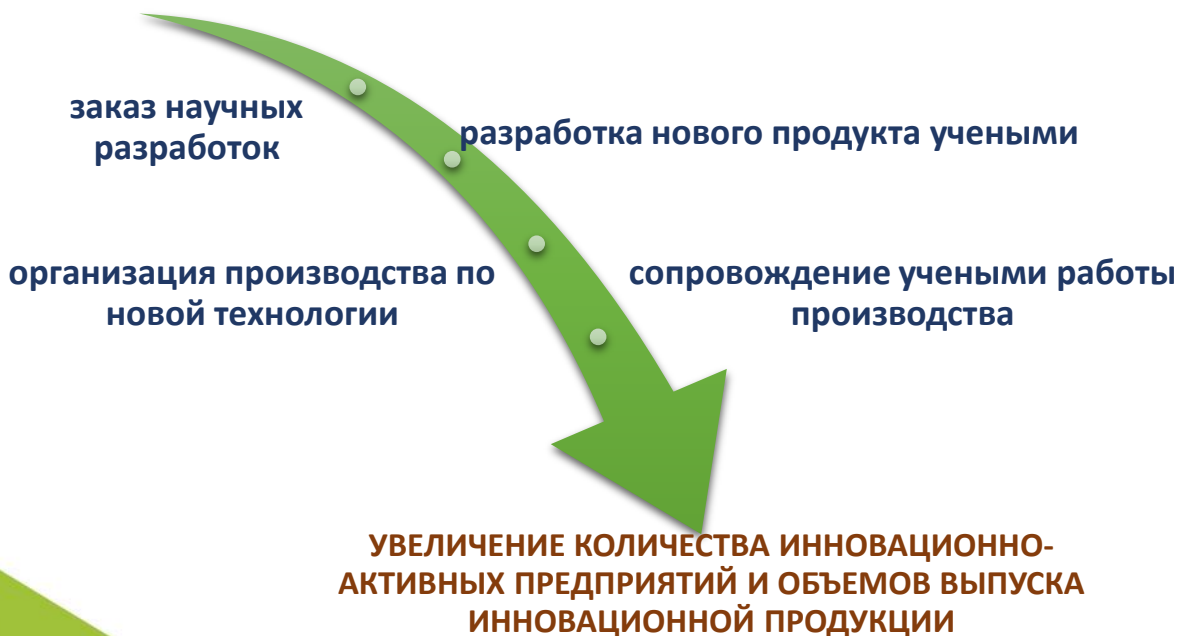 заказ научных
разработок
разработка нового продукта учеными
организация производства по
новой технологии
сопровождение учеными работы
производства
УВЕЛИЧЕНИЕ КОЛИЧЕСТВА ИННОВАЦИОННО-
АКТИВНЫХ ПРЕДПРИЯТИЙ И ОБЪЕМОВ ВЫПУСКА
ИННОВАЦИОННОЙ ПРОДУКЦИИ